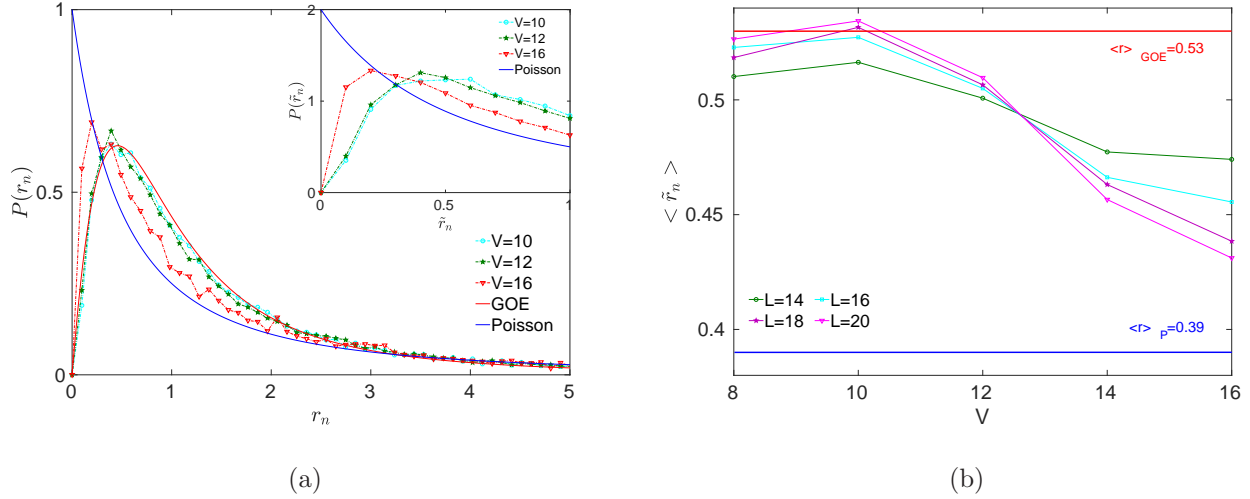 1
0.5
0
P(r_n)
0 1 2 3 4 5
r_n
V=10
V=12
V=16
GOE
Poisson
2
1
0
P(r̃_n)
0 0.5 1
r̃_n
V=10
V=12
V=16
Poisson
(a)
0.5
0.45
0.4
< r̃_n >
8 10 12 14 16
V
<r> GOE=0.53
<r> P=0.39
L=14 L=16
L=18 L=20
(b)